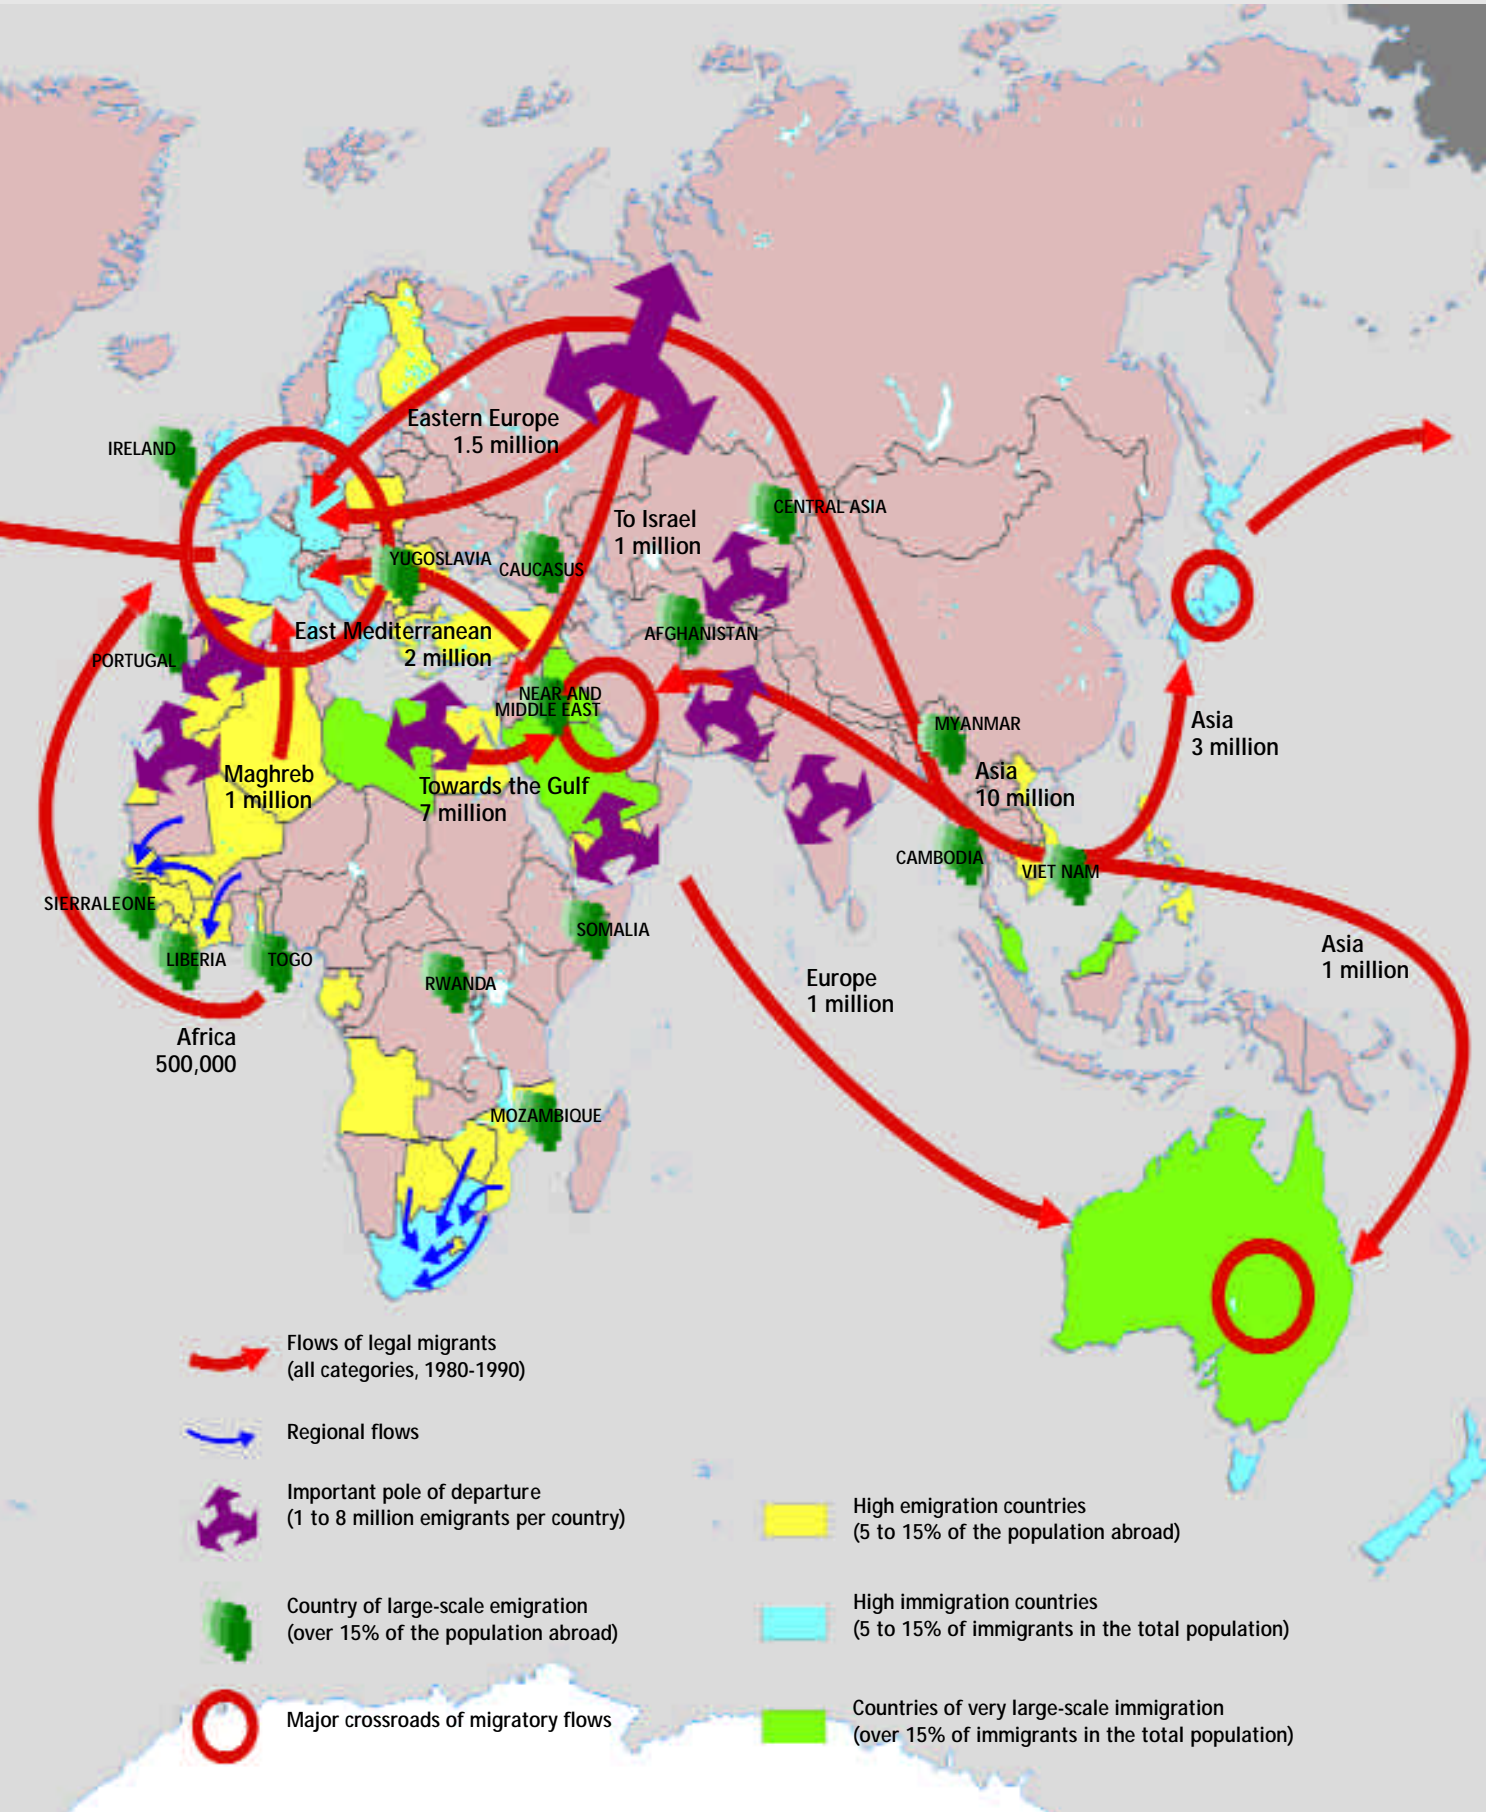 Eastern Europe
1.5 million
IRELAND
CENTRAL ASIA
To Israel
1 million
YUGOSLAVIA
CAUCASUS
East Mediterranean
2 million
AFGHANISTAN
PORTUGAL
NEAR AND
MIDDLE EAST
MYANMAR
Asia
3 million
Maghreb
1 million
Towards the Gulf
7 million
Asia
10 million
CAMBODIA
VIET NAM
SIERRALEONE
SOMALIA
LIBERIA
TOGO
RWANDA
Europe
1 million
Asia
1 million
Africa
500,000
MOZAMBIQUE
Flows of legal migrants
(all categories, 1980-1990)
Regional flows
Important pole of departure
(1 to 8 million emigrants per country)
Country of large-scale emigration
(over 15% of the population abroad)
Major crossroads of migratory flows
High emigration countries
(5 to 15% of the population abroad)
High immigration countries
(5 to 15% of immigrants in the total population)
Countries of very large-scale immigration
(over 15% of immigrants in the total population)